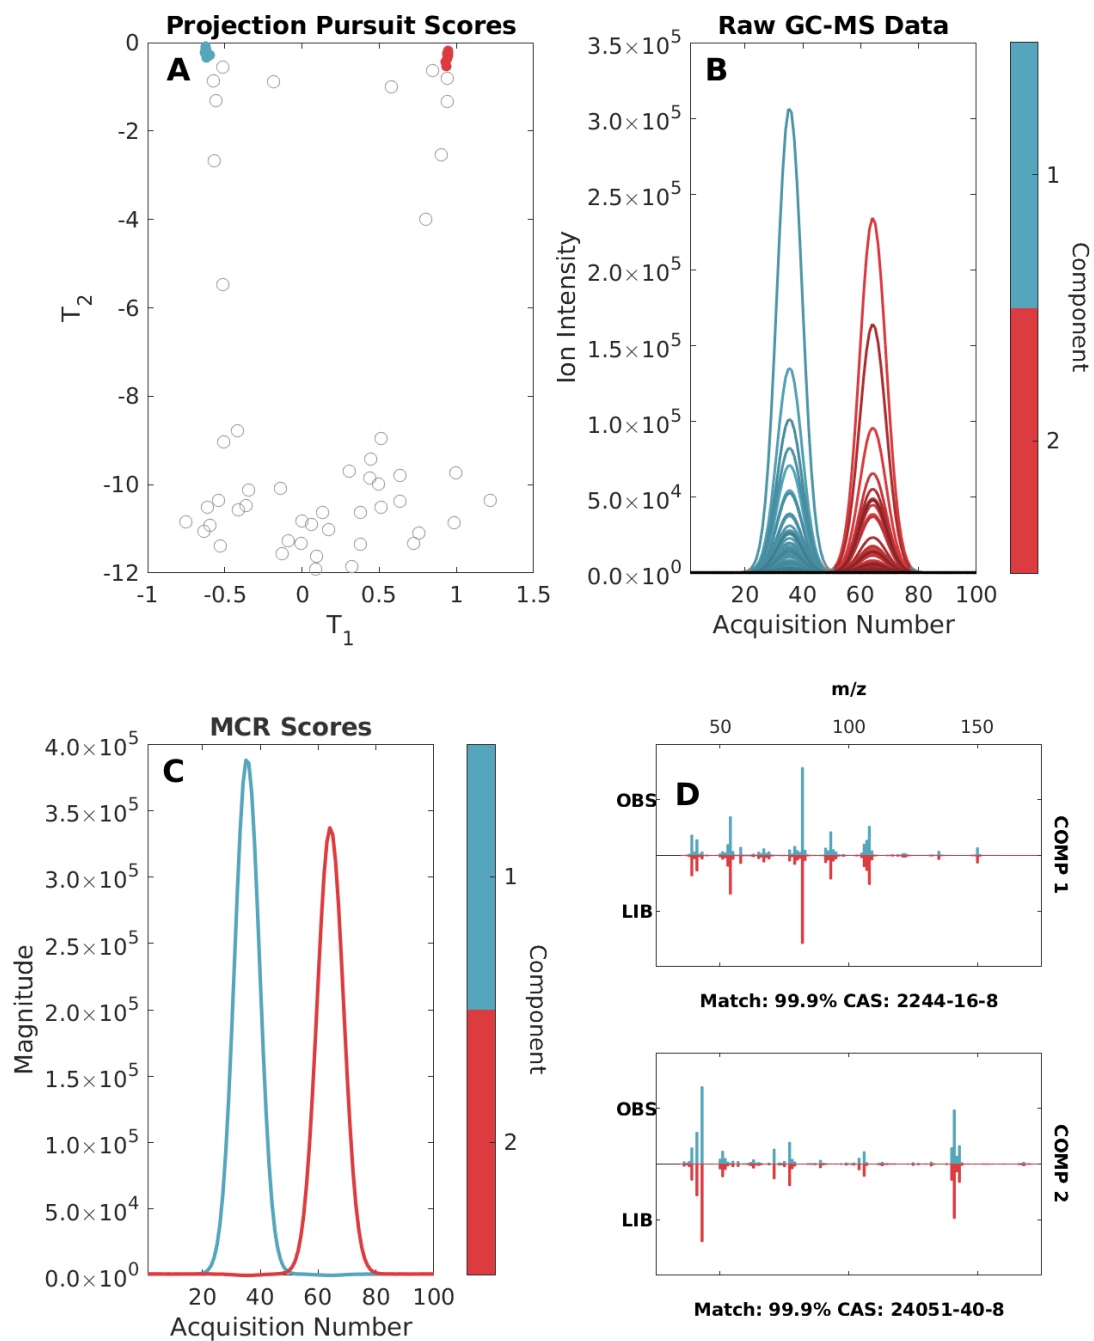 Projection Pursuit Scores
A
0
-2
-4
-6
-8
-10
-12
-1
-0.5
0
0.5
1
1.5
T2
T1
Raw GC-MS Data
B
3.5×10^5
3.0×10^5
2.5×10^5
2.0×10^5
1.5×10^5
1.0×10^5
5.0×10^4
0.0×10^0
20
40
60
80
100
Ion Intensity
Acquisition Number
1
2
Component
MCR Scores
C
4.0×10^5
3.5×10^5
3.0×10^5
2.5×10^5
2.0×10^5
1.5×10^5
1.0×10^5
5.0×10^4
0.0×10^0
20
40
60
80
100
Magnitude
Acquisition Number
1
2
Component
m/z
50
100
150
D
OBS
LIB
COMP 1
Match: 99.9% CAS: 2244-16-8
OBS
LIB
COMP 2
Match: 99.9% CAS: 24051-40-8